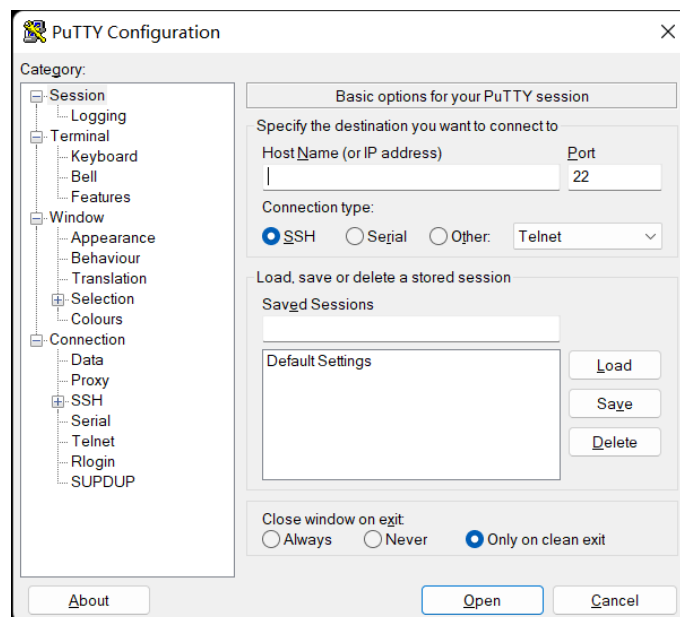 PuTTY Configuration
Category:
Session
Logging
Terminal
Keyboard
Bell
Features
Window
Appearance
Behaviour
Translation
Selection
Colours
Connection
Data
Proxy
SSH
Serial
Telnet
Rlogin
SUPDUP
Basic options for your PuTTY session
Specify the destination you want to connect to
Host Name (or IP address) Port
22
Connection type:
SSH Serial Other: Telnet
Load, save or delete a stored session
Saved Sessions
Default Settings
Load
Save
Delete
Close window on exit:
Always Never Only on clean exit
About Open Cancel